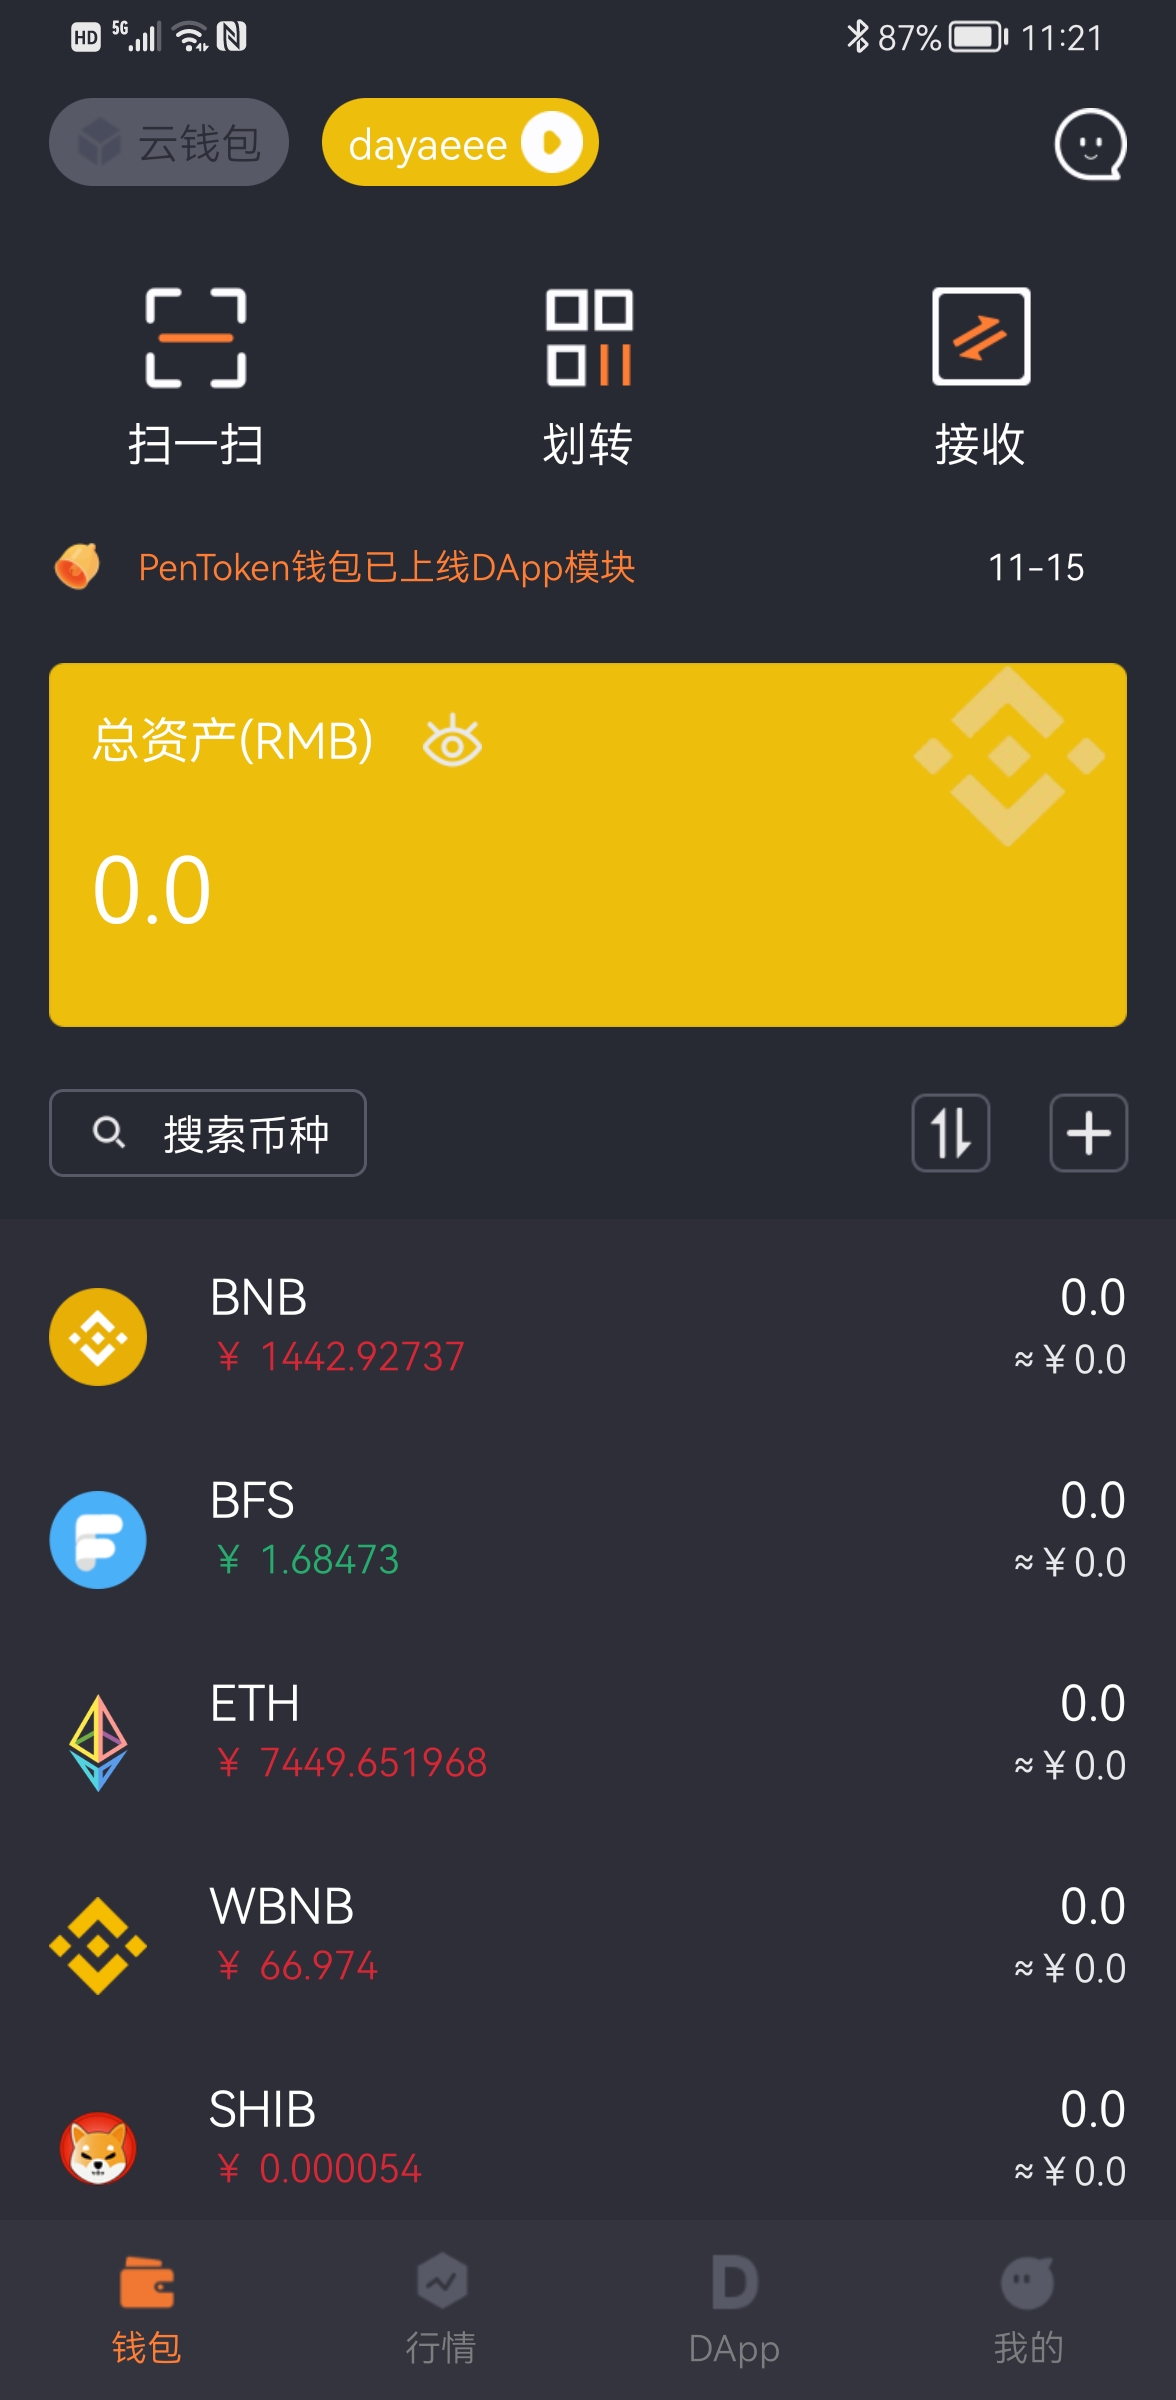 HD 5G 87% 11:21
云钱包 dayaeee
扫一扫 划转 接收
PenToken钱包已上线DApp模块 11-15
总资产(RMB)
0.0
搜索币种
BNB 0.0
¥ 1442.92737 ≈¥0.0
BFS 0.0
¥ 1.68473 ≈¥0.0
ETH 0.0
¥ 7449.651968 ≈¥0.0
WBNB 0.0
¥ 66.974 ≈¥0.0
SHIB 0.0
¥ 0.000054 ≈¥0.0
钱包 行情 DApp 我的